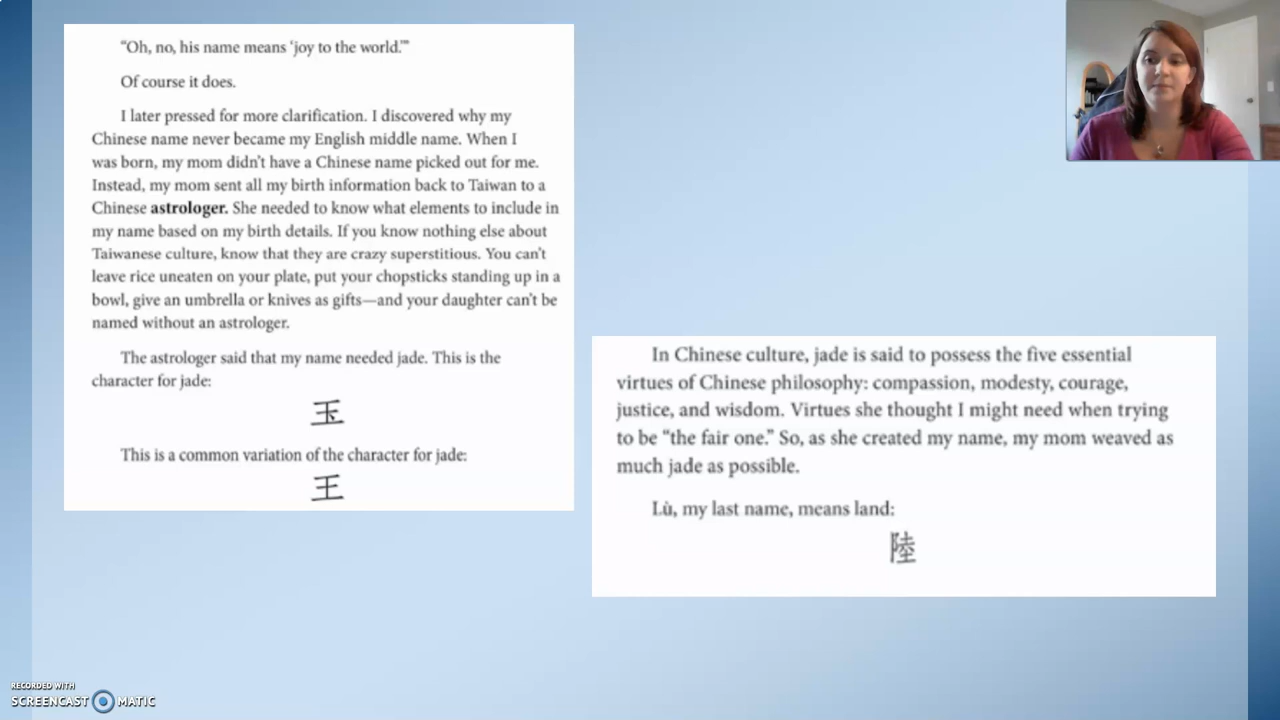 “Oh, no, his name means ‘joy to the world.’”
Of course it does.
I later pressed for more clarification. I discovered why my
Chinese name never became my English middle name. When I
was born, my mom didn’t have a Chinese name picked out for me.
Instead, my mom sent all my birth information back to Taiwan to a
Chinese astrologer. She needed to know what elements to include in
my name based on my birth details. If you know nothing else about
Taiwanese culture, know that they are crazy superstitious. You can’t
leave rice uneaten on your plate, put your chopsticks standing up in a
bowl, give an umbrella or knives as gifts—and your daughter can’t be
named without an astrologer.
The astrologer said that my name needed jade. This is the
character for jade:
玉
This is a common variation of the character for jade:
王
In Chinese culture, jade is said to possess the five essential
virtues of Chinese philosophy: compassion, modesty, courage,
justice, and wisdom. Virtues she thought I might need when trying
to be “the fair one.” So, as she created my name, my mom weaved as
much jade as possible.
Lù, my last name, means land:
陸
RECORDED WITH
SCREENCAST MATIC